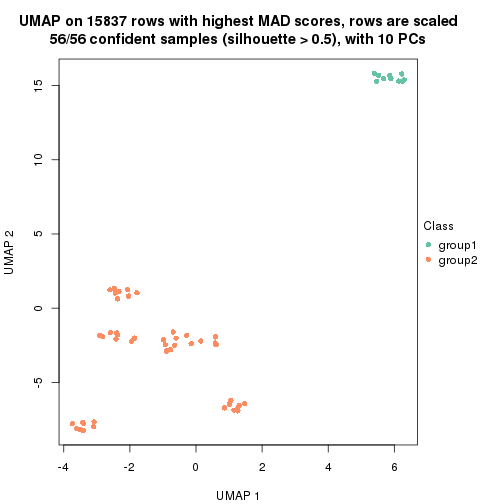 UMAP on 15837 rows with highest MAD scores, rows are scaled
56/56 confident samples (silhouette > 0.5), with 10 PCs
15
10
5
0
-5
UMAP 2
-4
-2
0
2
4
6
UMAP 1
Class
group1
group2